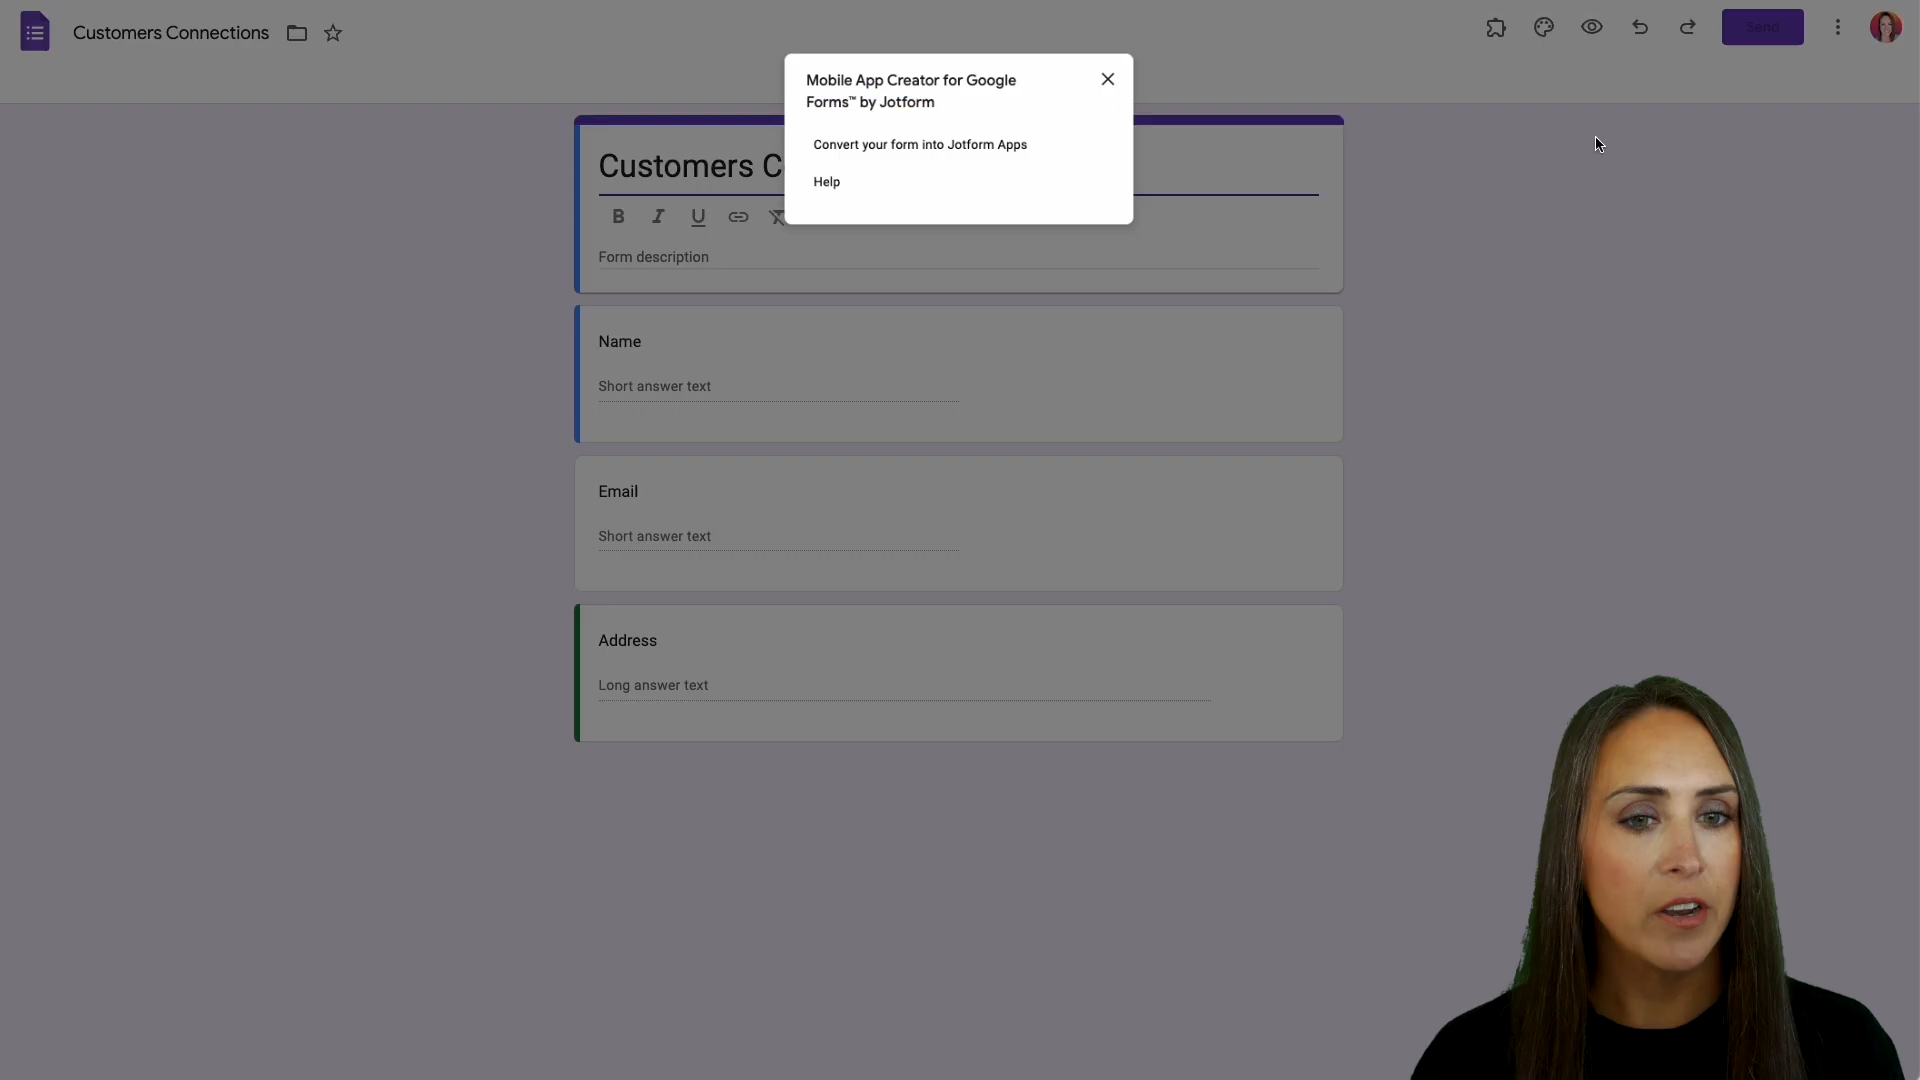 Customers Connections
Send
Mobile App Creator for Google
Forms™ by Jotform
Convert your form into Jotform Apps
Help
Customers C
B I U
Form description
Name
Short answer text
Email
Short answer text
Address
Long answer text